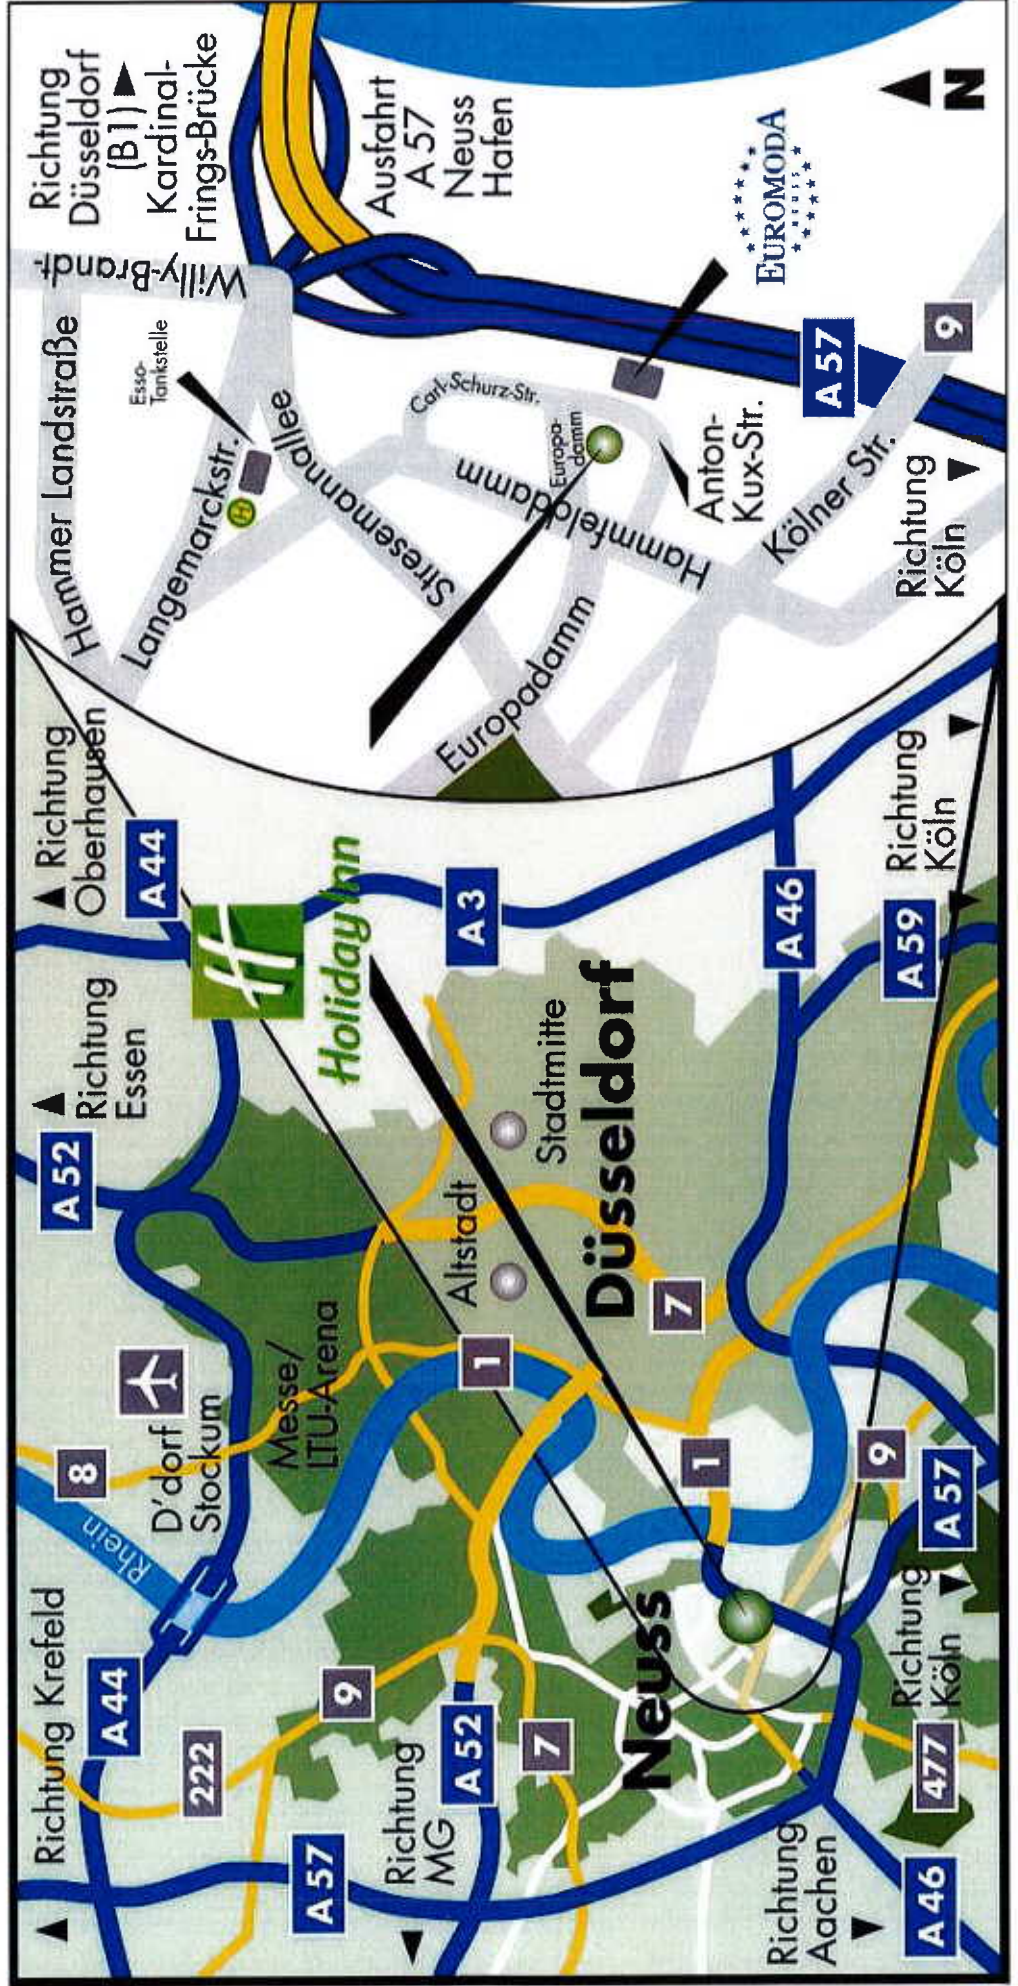 Richtung Krefeld
A 44
222
9
A 57
Richtung
MG
A 52
7
Neuss
Richtung
Aachen
A 46
477
Richtung
Köln
A 57
9
1
Rhein
8
D'dorf
Stockum
Messe/
LTU-Arena
1
Altstadt
Stadtmitte
Düsseldorf
7
A 52
Richtung
Essen
Richtung
Oberhausen
A 44
H
Holiday Inn
A 3
A 46
A 59
Richtung
Köln
Hammer Landstraße
Langemarckstr.
H
Esso-
Tankstelle
Stresemannallee
Willy-Brandt
Richtung
Düsseldorf
(B1)
Kardinal-
Frings-Brücke
Ausfahrt
A 57
Neuss
Hafen
Carl-Schurz-Str.
Europa-
damm
Hammfelddamm
Europadamm
Anton-
Kux-Str.
Kölner Str.
EUROMODA
NEUSS
A 57
9
Richtung
Köln
N